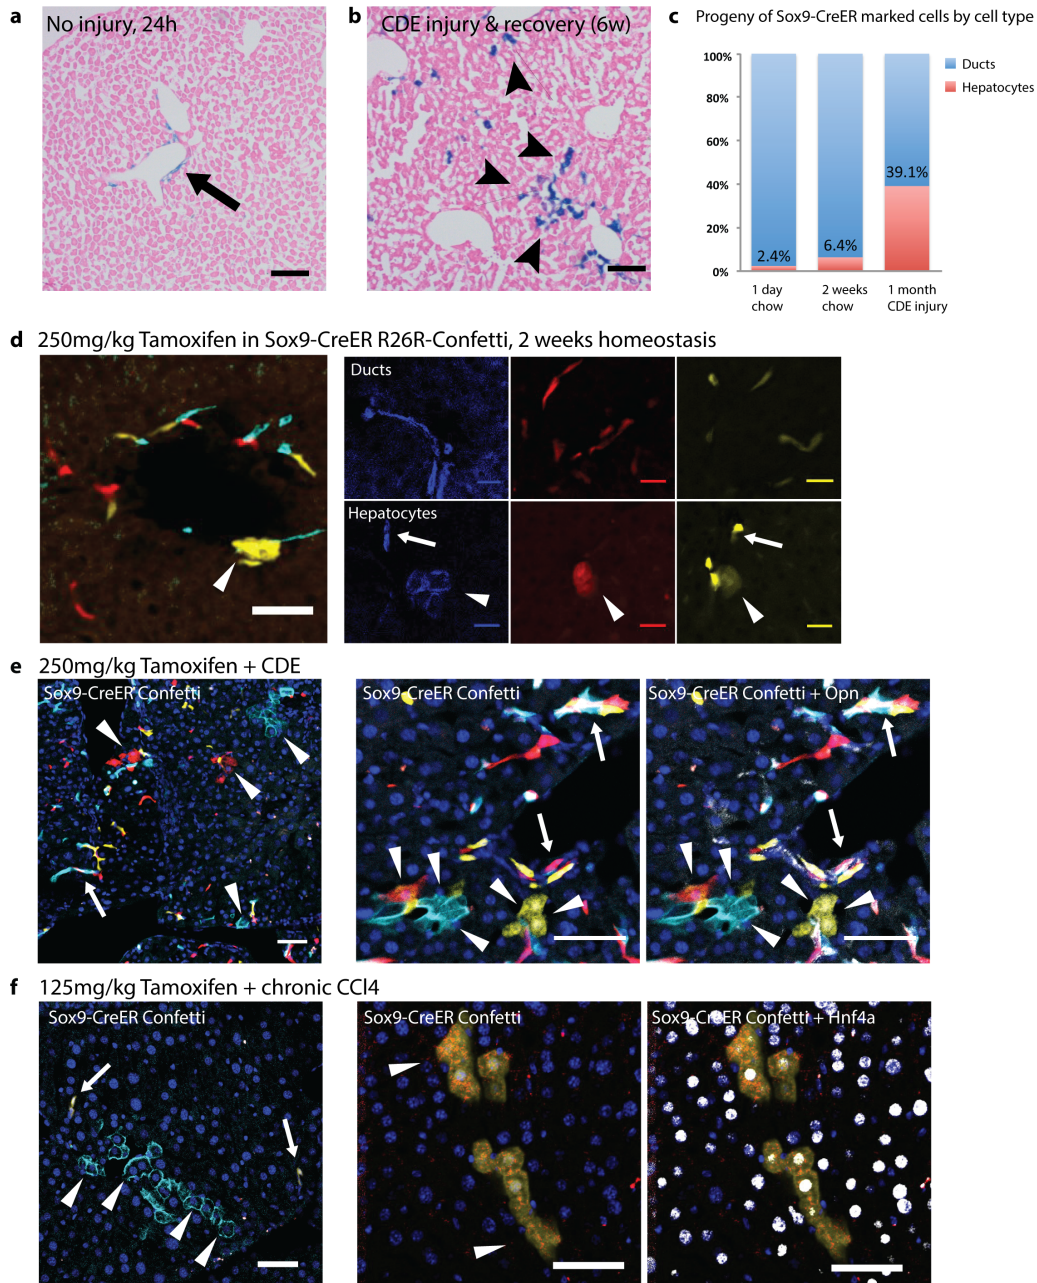 a
No injury, 24h
b
CDE injury & recovery (6w)
c
Progeny of Sox9-CreER marked cells by cell type
100%
80%
60%
40%
20%
0%
2.4%
6.4%
39.1%
1 day
chow
2 weeks
chow
1 month
CDE injury
Ducts
Hepatocytes
d
250mg/kg Tamoxifen in Sox9-CreER R26R-Confetti, 2 weeks homeostasis
Ducts
Hepatocytes
e
250mg/kg Tamoxifen + CDE
Sox9-CreER Confetti
Sox9-CreER Confetti
Sox9-CreER Confetti + Opn
f
125mg/kg Tamoxifen + chronic CCl4
Sox9-CreER Confetti
Sox9-CreER Confetti
Sox9-CreER Confetti + Hnf4a